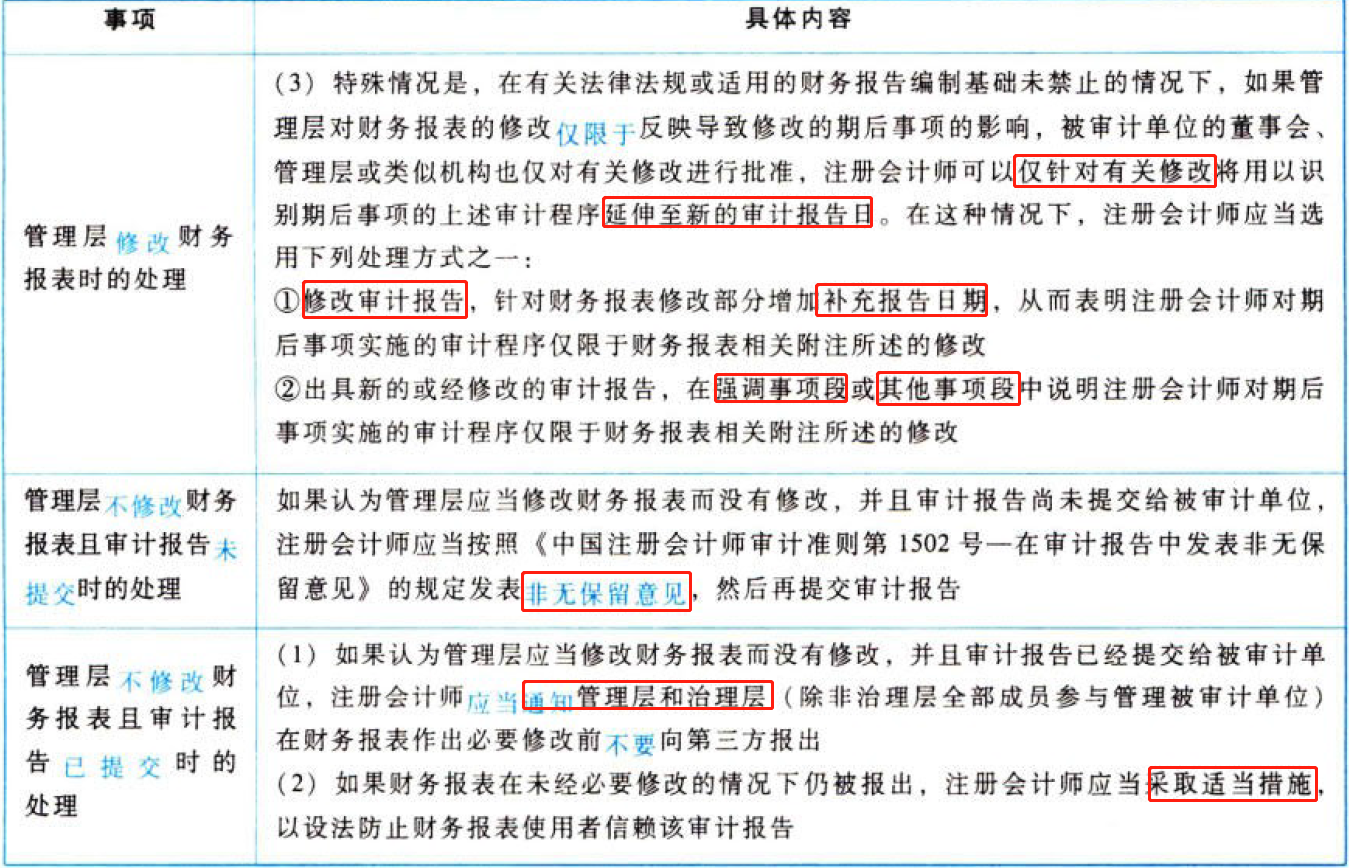 事项
具体内容
管理层修改财务
报表时的处理
（3）特殊情况是，在有关法律法规或适用的财务报告编制基础未禁止的情况下，如果管
理层对财务报表的修改仅限于反映导致修改的期后事项的影响，被审计单位的董事会、
管理层或类似机构也仅对有关修改进行批准，注册会计师可以仅针对有关修改将用以识
别期后事项的上述审计程序延伸至新的审计报告日。在这种情况下，注册会计师应当选
用下列处理方式之一：
①修改审计报告，针对财务报表修改部分增加补充报告日期，从而表明注册会计师对期
后事项实施的审计程序仅限于财务报表相关附注所述的修改
②出具新的或经修改的审计报告，在强调事项段或其他事项段中说明注册会计师对期后
事项实施的审计程序仅限于财务报表相关附注所述的修改
管理层不修改财务
报表且审计报告未
提交时的处理
如果认为管理层应当修改财务报表而没有修改，并且审计报告尚未提交给被审计单位，
注册会计师应当按照《中国注册会计师审计准则第 1502 号—在审计报告中发表非无保
留意见》的规定发表非无保留意见，然后再提交审计报告
管理层不修改财
务报表且审计报
告已提交时的
处理
（1）如果认为管理层应当修改财务报表而没有修改，并且审计报告已经提交给被审计单
位，注册会计师应当通知管理层和治理层（除非治理层全部成员参与管理被审计单位）
在财务报表作出必要修改前不要向第三方报出
（2）如果财务报表在未经必要修改的情况下仍被报出，注册会计师应当采取适当措施，
以设法防止财务报表使用者信赖该审计报告